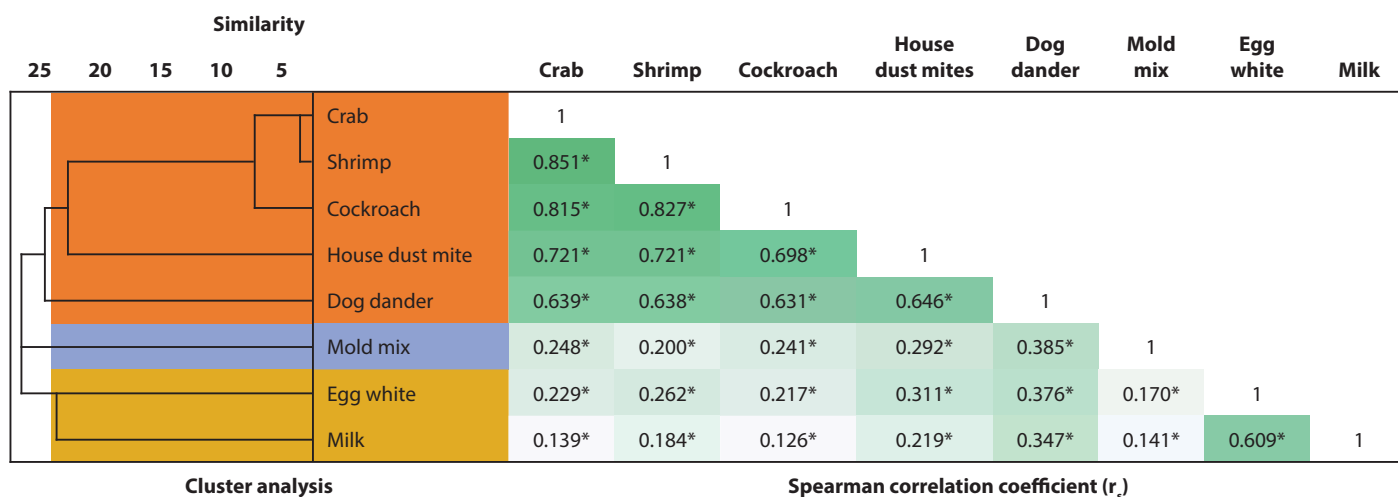 Similarity
25 20 15 10 5
Crab Shrimp Cockroach House dust mites Dog dander Mold mix Egg white Milk
Crab 1
Shrimp 0.851* 1
Cockroach 0.815* 0.827* 1
House dust mite 0.721* 0.721* 0.698* 1
Dog dander 0.639* 0.638* 0.631* 0.646* 1
Mold mix 0.248* 0.200* 0.241* 0.292* 0.385* 1
Egg white 0.229* 0.262* 0.217* 0.311* 0.376* 0.170* 1
Milk 0.139* 0.184* 0.126* 0.219* 0.347* 0.141* 0.609* 1
Cluster analysis Spearman correlation coefficient (rₛ)